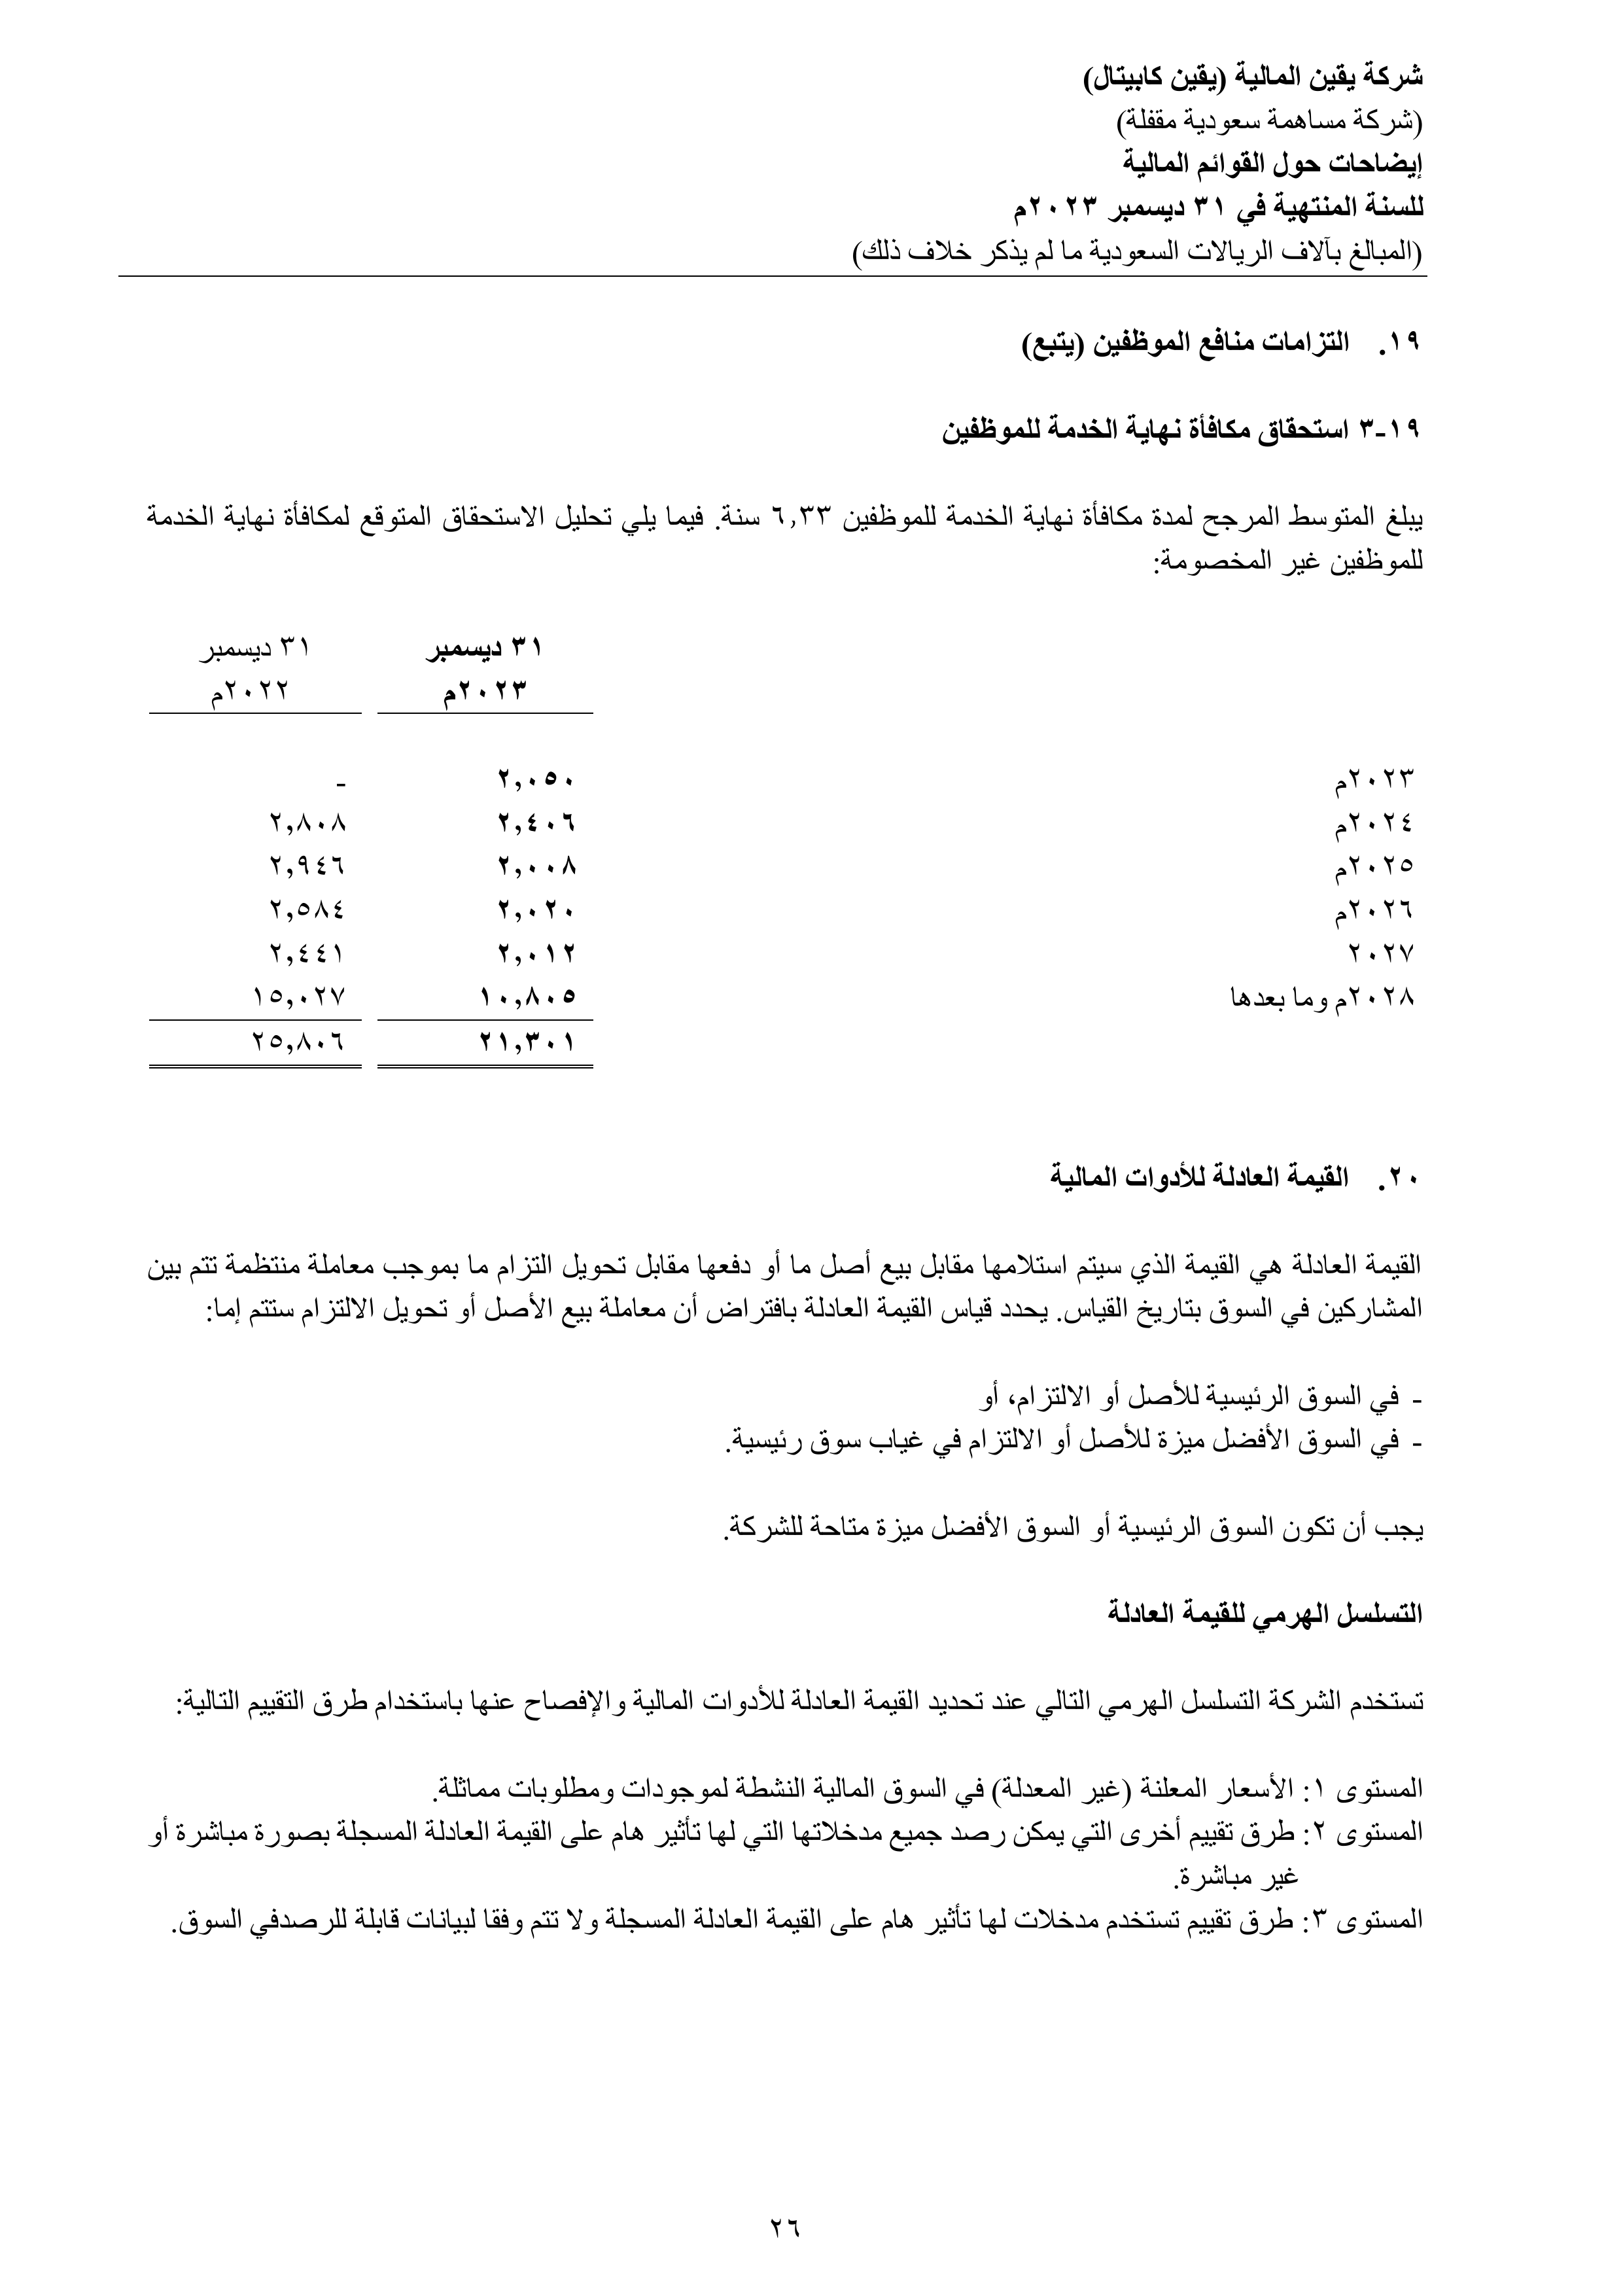 شركة يقين المالية (يقين كابيتال)
(شركة مساهمة سعودية مقفلة)
إيضاحات حول القوائم المالية
للسنة المنتهية في ٣١ ديسمبر ٢٠٢٣م
(المبالغ بآلاف الريالات السعودية ما لم يذكر خلاف ذلك)
١٩. التزامات منافع الموظفين (يتبع)
١٩-٣ استحقاق مكافأة نهاية الخدمة للموظفين
يبلغ المتوسط المرجح لمدة مكافأة نهاية الخدمة للموظفين ٦,٣٣ سنة. فيما يلي تحليل الاستحقاق المتوقع لمكافأة نهاية الخدمة
للموظفين غير المخصومة:
٣١ ديسمبر ٣١ ديسمبر
٢٠٢٣م ٢٠٢٢م
٢٠٢٣م ٢,٠٥٠ -
٢٠٢٤م ٢,٤٠٦ ٢,٨٠٨
٢٠٢٥م ٢,٠٠٨ ٢,٩٤٦
٢٠٢٦م ٢,٠٢٠ ٢,٥٨٤
٢٠٢٧ ٢,٠١٢ ٢,٤٤١
٢٠٢٨م وما بعدها ١٠,٨٠٥ ١٥,٠٢٧
٢١,٣٠١ ٢٥,٨٠٦
٢٠. القيمة العادلة للأدوات المالية
القيمة العادلة هي القيمة الذي سيتم استلامها مقابل بيع أصل ما أو دفعها مقابل تحويل التزام ما بموجب معاملة منتظمة تتم بين
المشاركين في السوق بتاريخ القياس. يحدد قياس القيمة العادلة بافتراض أن معاملة بيع الأصل أو تحويل الالتزام ستتم إما:
- في السوق الرئيسية للأصل أو الالتزام، أو
- في السوق الأفضل ميزة للأصل أو الالتزام في غياب سوق رئيسية.
يجب أن تكون السوق الرئيسية أو السوق الأفضل ميزة متاحة للشركة.
التسلسل الهرمي للقيمة العادلة
تستخدم الشركة التسلسل الهرمي التالي عند تحديد القيمة العادلة للأدوات المالية والإفصاح عنها باستخدام طرق التقييم التالية:
المستوى ١: الأسعار المعلنة (غير المعدلة) في السوق المالية النشطة لموجودات ومطلوبات مماثلة.
المستوى ٢: طرق تقييم أخرى التي يمكن رصد جميع مدخلاتها التي لها تأثير هام على القيمة العادلة المسجلة بصورة مباشرة أو
غير مباشرة.
المستوى ٣: طرق تقييم تستخدم مدخلات لها تأثير هام على القيمة العادلة المسجلة ولا تتم وفقا لبيانات قابلة للرصدفي السوق.
٢٦